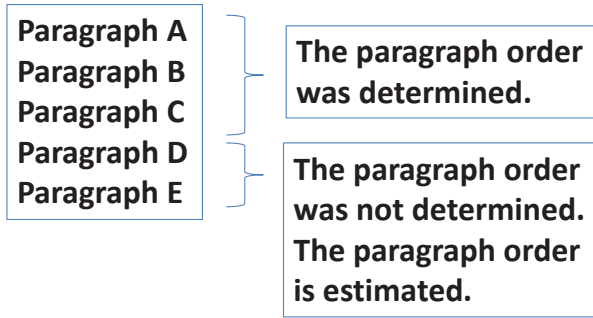 Paragraph A
Paragraph B
Paragraph C
Paragraph D
Paragraph E
The paragraph order
was determined.
The paragraph order
was not determined.
The paragraph order
is estimated.